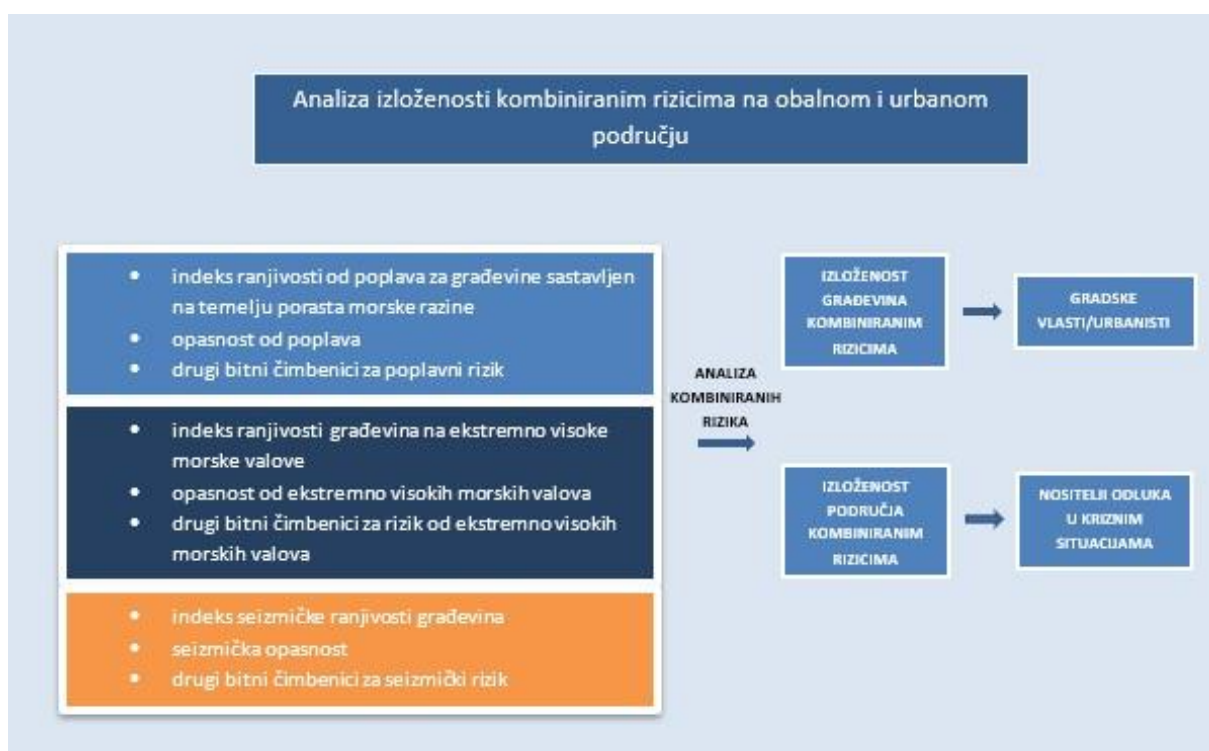 Analiza izloženosti kombiniranim rizicima na obalnom i urbanom
području
• indeks ranjivosti od poplava za građevine sastavljen
na temelju porasta morske razine
• opasnost od poplava
• drugi bitni čimbenici za poplavni rizik
• indeks ranjivosti građevina na ekstremno visoke
morske valove
• opasnost od ekstremno visokih morskih valova
• drugi bitni čimbenici za rizik od ekstremno visokih
morskih valova
• indeks seizmičke ranjivosti građevina
• seizmička opasnost
• drugi bitni čimbenici za seizmički rizik
ANALIZA
KOMBINIRANIH
RIZIKA
IZLOŽENOST
GRAĐEVINA
KOMBINIRANIM
RIZICIMA
GRADSKE
VLASTI/URBANISTI
IZLOŽENOST
PODRUČJA
KOMBINIRANIM
RIZICIMA
NOSITELJI ODLUKA
U KRIZNIM
SITUACIJAMA